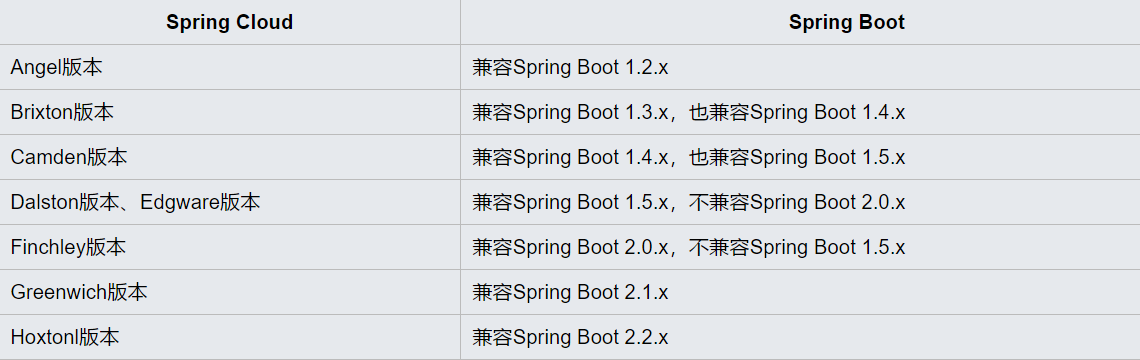 Spring Cloud Spring Boot
Angel版本 兼容Spring Boot 1.2.x
Brixton版本 兼容Spring Boot 1.3.x，也兼容Spring Boot 1.4.x
Camden版本 兼容Spring Boot 1.4.x，也兼容Spring Boot 1.5.x
Dalston版本、Edgware版本 兼容Spring Boot 1.5.x，不兼容Spring Boot 2.0.x
Finchley版本 兼容Spring Boot 2.0.x，不兼容Spring Boot 1.5.x
Greenwich版本 兼容Spring Boot 2.1.x
Hoxtonl版本 兼容Spring Boot 2.2.x